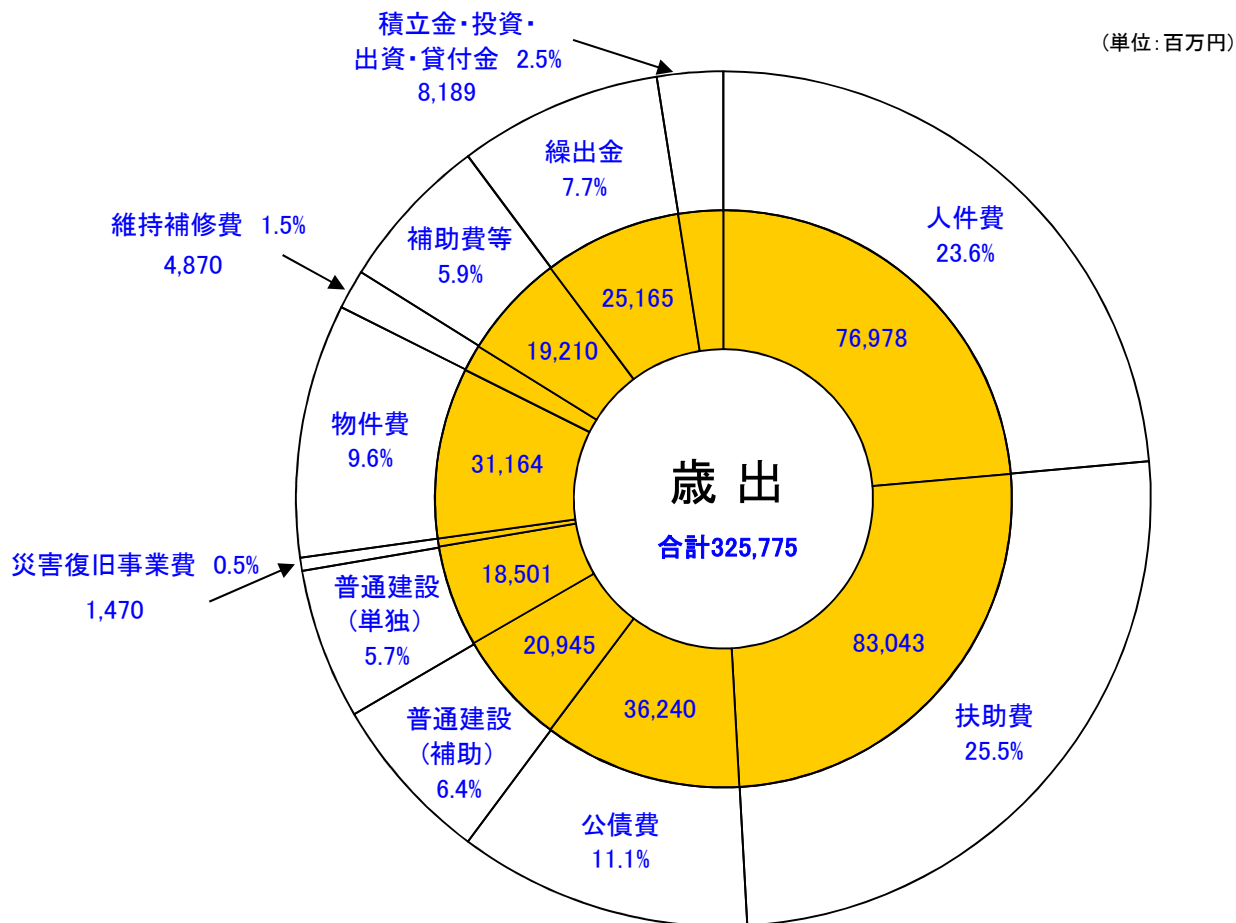 (単位:百万円)
積立金・投資・
出資・貸付金 2.5%
8,189
繰出金
7.7%
25,165
人件費
23.6%
76,978
維持補修費 1.5%
4,870
補助費等
5.9%
19,210
物件費
9.6%
31,164
歳出
合計325,775
災害復旧事業費 0.5%
1,470
普通建設
(単独)
5.7%
18,501
普通建設
(補助)
6.4%
20,945
公債費
11.1%
36,240
扶助費
25.5%
83,043